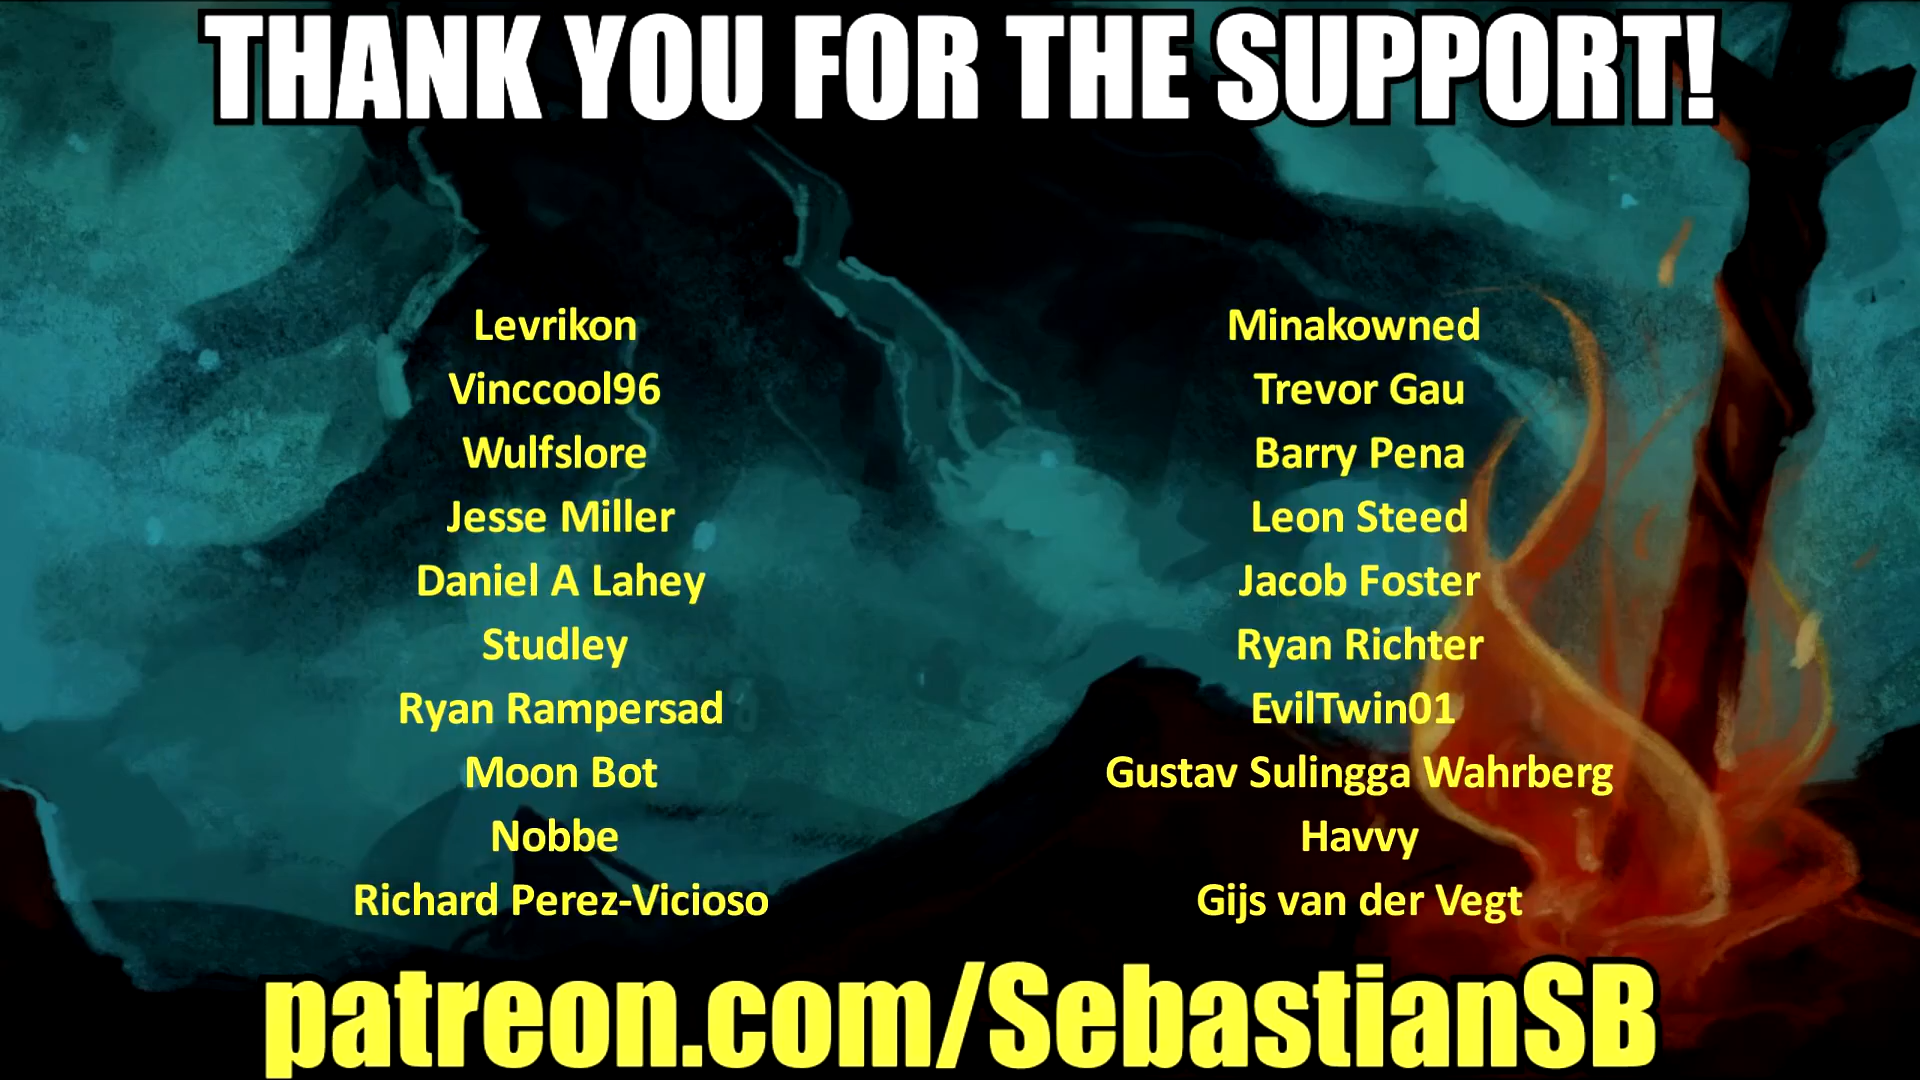 THANK YOU FOR THE SUPPORT!
Levrikon
Vinccool96
Wulfslore
Jesse Miller
Daniel A Lahey
Studley
Ryan Rampersad
Moon Bot
Nobbe
Richard Perez-Vicioso
Minakowned
Trevor Gau
Barry Pena
Leon Steed
Jacob Foster
Ryan Richter
EvilTwin01
Gustav Sulingga Wahrberg
Havvy
Gijs van der Vegt
patreon.com/SebastianSB